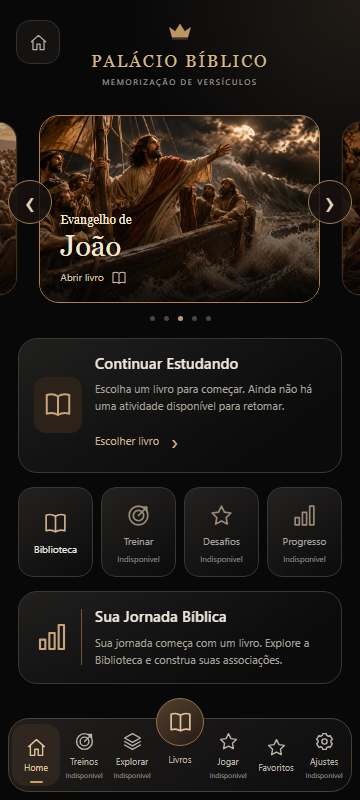 PALÁCIO BÍBLICO
MEMORIZAÇÃO DE VERSÍCULOS
Evangelho de
João
Abrir livro
Continuar Estudando
Escolha um livro para começar. Ainda não há
uma atividade disponível para retomar.
Escolher livro
Biblioteca
Treinar
Indisponível
Desafios
Indisponível
Progresso
Indisponível
Sua Jornada Bíblica
Sua jornada começa com um livro. Explore a
Biblioteca e construa suas associações.
Home
Treinos
Indisponível
Explorar
Indisponível
Livros
Jogar
Indisponível
Favoritos
Ajustes
Indisponível